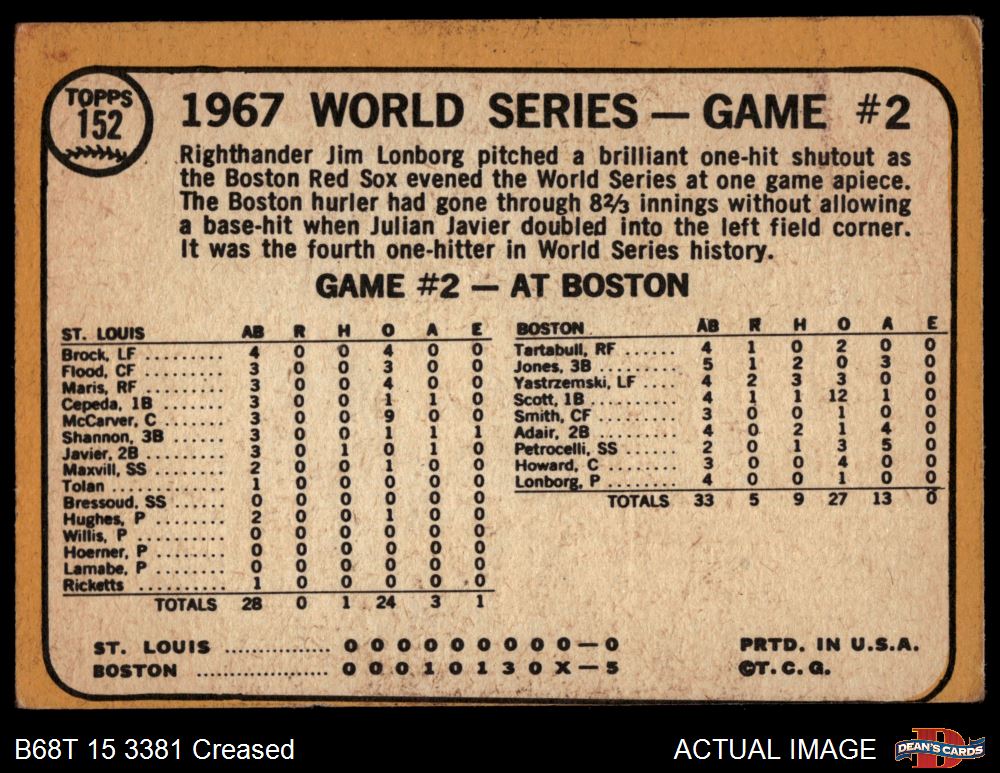 TOPPS
152
1967 WORLD SERIES — GAME #2
Righthander Jim Lonborg pitched a brilliant one-hit shutout as
the Boston Red Sox evened the World Series at one game apiece.
The Boston hurler had gone through 8⅔ innings without allowing
a base-hit when Julian Javier doubled into the left field corner.
It was the fourth one-hitter in World Series history.
GAME #2 — AT BOSTON
ST. LOUIS AB R H O A E
Brock, LF ......... 4 0 0 4 0 0
Flood, CF ......... 3 0 0 3 0 0
Maris, RF ......... 3 0 0 4 0 0
Cepeda, 1B ....... 3 0 0 1 1 0
McCarver, C ...... 3 0 0 9 0 0
Shannon, 3B ...... 3 0 0 1 1 1
Javier, 2B ........ 3 0 1 0 1 0
Maxvill, SS ....... 2 0 0 1 0 0
Tolan ............. 1 0 0 0 0 0
Bressoud, SS ..... 0 0 0 0 0 0
Hughes, P ........ 2 0 0 1 0 0
Willis, P .......... 0 0 0 0 0 0
Hoerner, P ....... 0 0 0 0 0 0
Lamabe, P ........ 0 0 0 0 0 0
Ricketts .......... 1 0 0 0 0 0
TOTALS 28 0 1 24 3 1
BOSTON AB R H O A E
Tartabull, RF ...... 4 1 0 2 0 0
Jones, 3B ......... 5 1 2 0 3 0
Yastrzemski, LF .... 4 2 3 3 0 0
Scott, 1B .......... 4 1 1 12 1 0
Smith, CF ......... 3 0 0 1 0 0
Adair, 2B .......... 4 0 2 1 4 0
Petrocelli, SS ...... 2 0 1 3 5 0
Howard, C ........ 3 0 0 4 0 0
Lonborg, P ........ 4 0 0 1 0 0
TOTALS 33 5 9 27 13 0
ST. LOUIS ................ 0 0 0 0 0 0 0 0 0 — 0
BOSTON .................... 0 0 0 1 0 1 3 0 X — 5
PRTD. IN U.S.A.
©T.C.G.
B68T 15 3381 Creased
ACTUAL IMAGE
DEAN'S CARDS